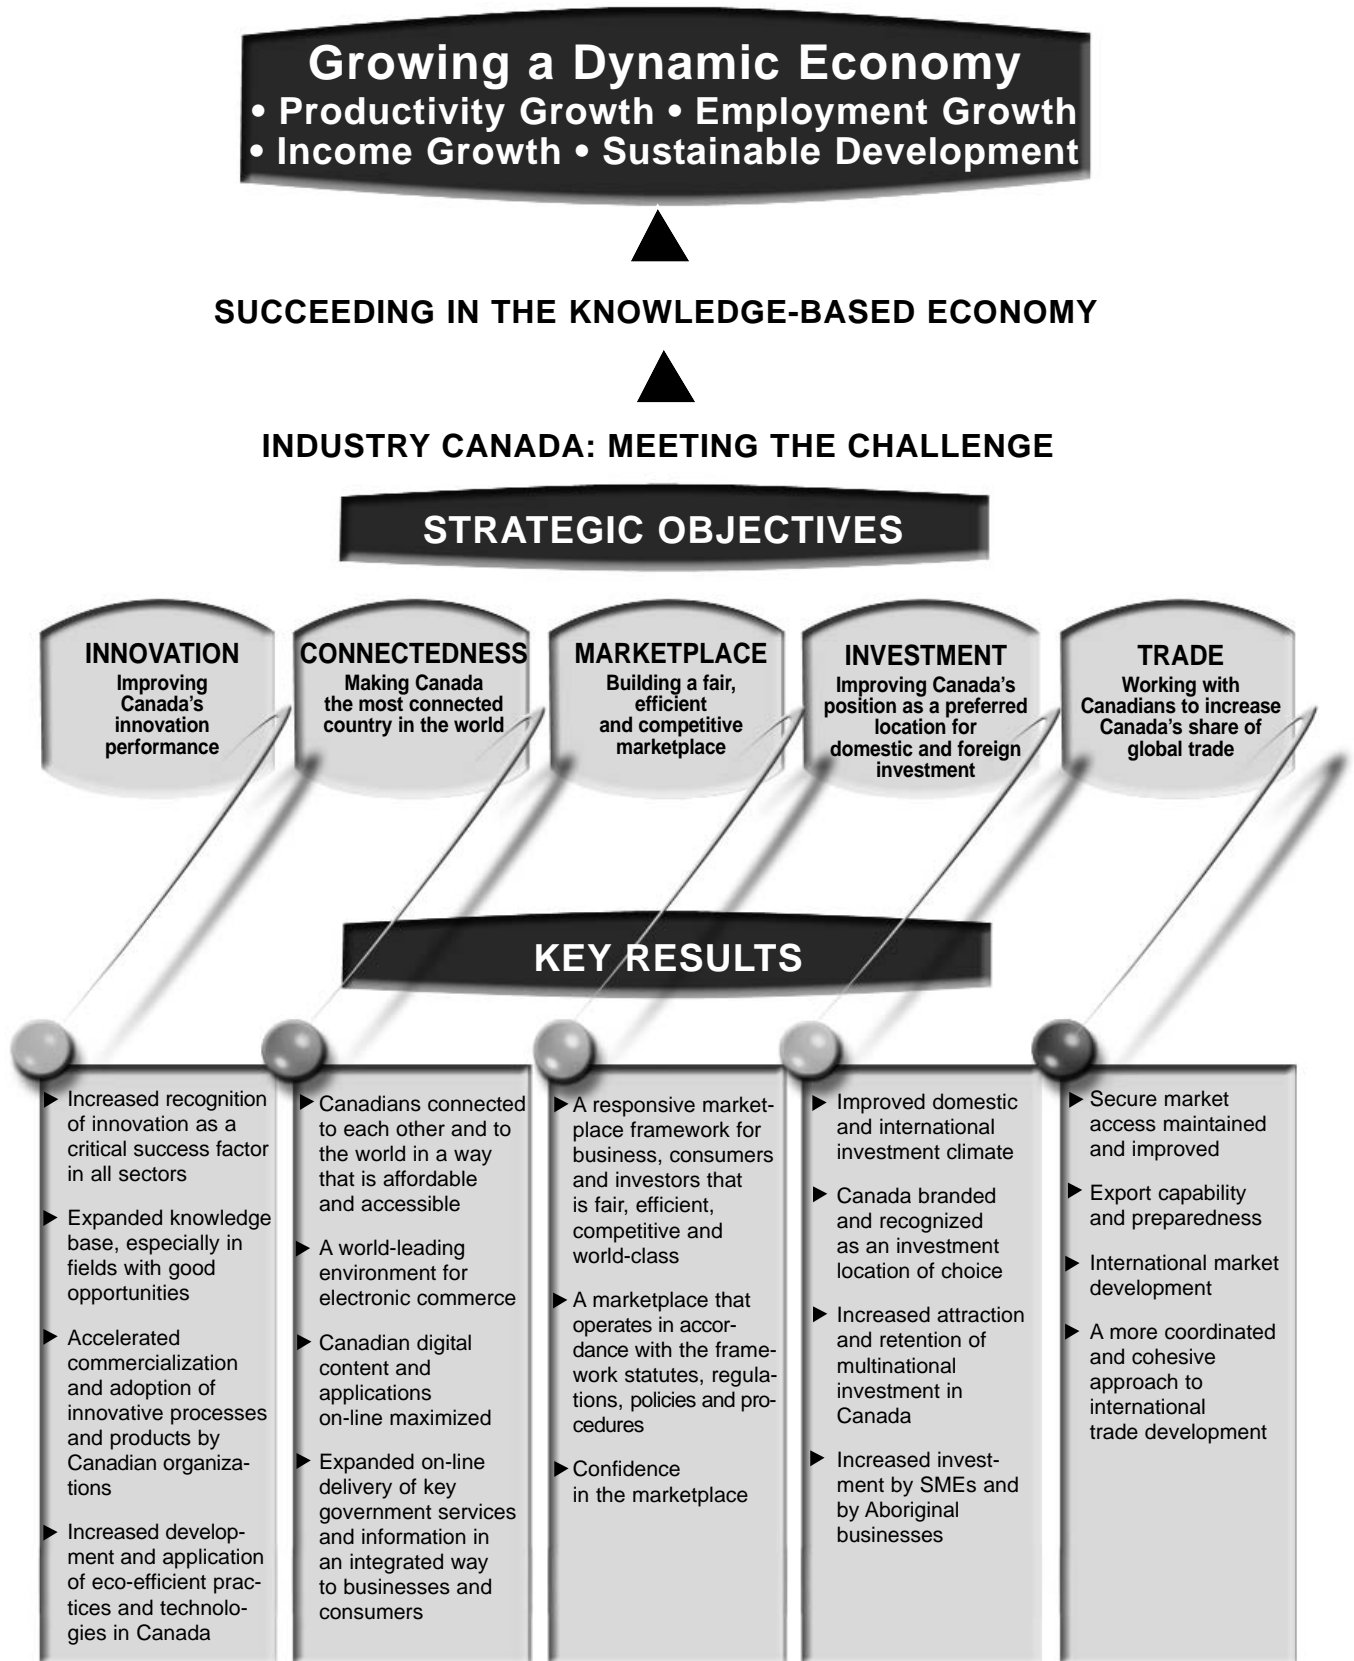 Growing a Dynamic Economy
• Productivity Growth • Employment Growth
• Income Growth • Sustainable Development
SUCCEEDING IN THE KNOWLEDGE-BASED ECONOMY
INDUSTRY CANADA: MEETING THE CHALLENGE
STRATEGIC OBJECTIVES
INNOVATION
Improving
Canada's
innovation
performance
CONNECTEDNESS
Making Canada
the most connected
country in the world
MARKETPLACE
Building a fair,
efficient
and competitive
marketplace
INVESTMENT
Improving Canada's
position as a preferred
location for
domestic and foreign
investment
TRADE
Working with
Canadians to increase
Canada's share of
global trade
KEY RESULTS
Increased recognition
of innovation as a
critical success factor
in all sectors
Expanded knowledge
base, especially in
fields with good
opportunities
Accelerated
commercialization
and adoption of
innovative processes
and products by
Canadian organiza-
tions
Increased develop-
ment and application
of eco-efficient prac-
tices and technolo-
gies in Canada
Canadians connected
to each other and to
the world in a way
that is affordable
and accessible
A world-leading
environment for
electronic commerce
Canadian digital
content and
applications
on-line maximized
Expanded on-line
delivery of key
government services
and information in
an integrated way
to businesses and
consumers
A responsive market-
place framework for
business, consumers
and investors that
is fair, efficient,
competitive and
world-class
A marketplace that
operates in accor-
dance with the frame-
work statutes, regula-
tions, policies and pro-
cedures
Confidence
in the marketplace
Improved domestic
and international
investment climate
Canada branded
and recognized
as an investment
location of choice
Increased attraction
and retention of
multinational
investment in
Canada
Increased invest-
ment by SMEs and
by Aboriginal
businesses
Secure market
access maintained
and improved
Export capability
and preparedness
International market
development
A more coordinated
and cohesive
approach to
international
trade development